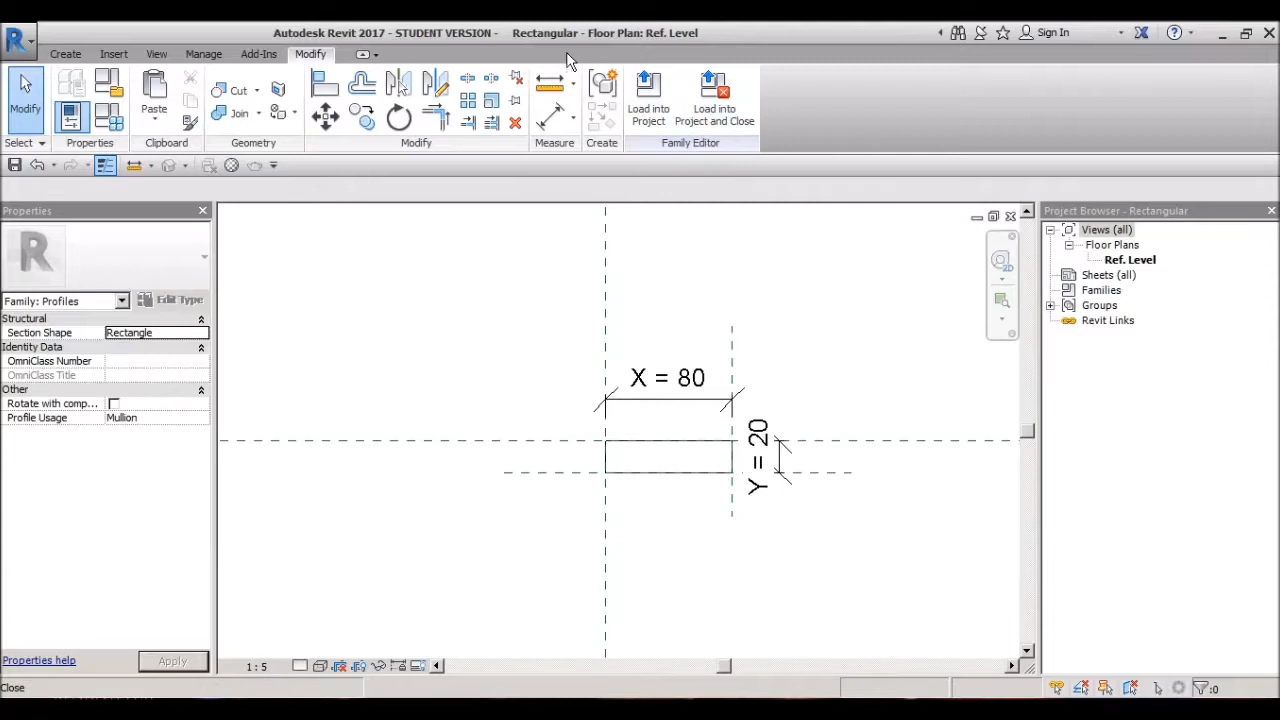 Autodesk Revit 2017 - STUDENT VERSION - Rectangular - Floor Plan: Ref. Level
Sign In
Create Insert View Manage Add-Ins Modify
Modify
Paste
Cut
Join
Load into Project
Load into Project and Close
Select Properties Clipboard Geometry Modify Measure Create Family Editor
Properties
R
Family: Profiles
Edit Type
Structural
Section Shape Rectangle
Identity Data
OmniClass Number
OmniClass Title
Other
Rotate with comp...
Profile Usage Mullion
Properties help
Apply
X = 80
Y = 20
2D
Project Browser - Rectangular
Views (all)
Floor Plans
Ref. Level
Sheets (all)
Families
Groups
Revit Links
1:5
Close
:0